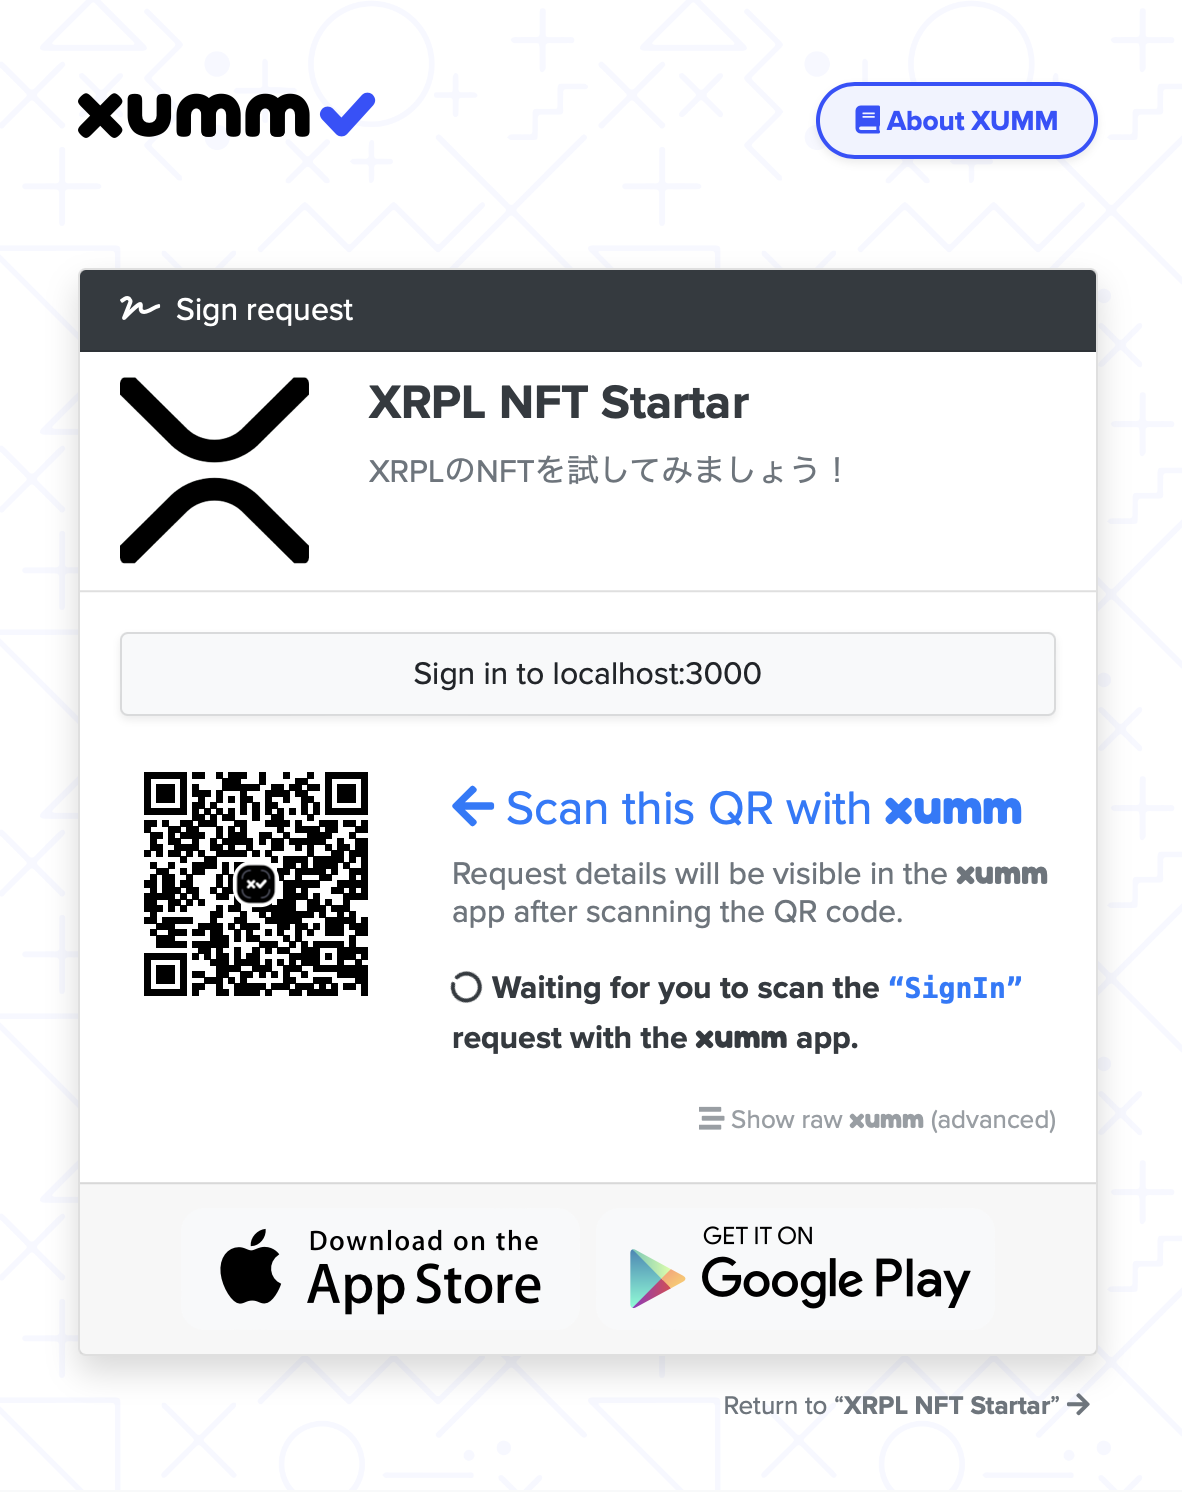 xumm
About XUMM
Sign request
XRPL NFT Startar
XRPLのNFTを試してみましょう！
Sign in to localhost:3000
Scan this QR with xumm
Request details will be visible in the xumm
app after scanning the QR code.
Waiting for you to scan the “SignIn”
request with the xumm app.
Show raw xumm (advanced)
Download on the
App Store
GET IT ON
Google Play
Return to “XRPL NFT Startar”